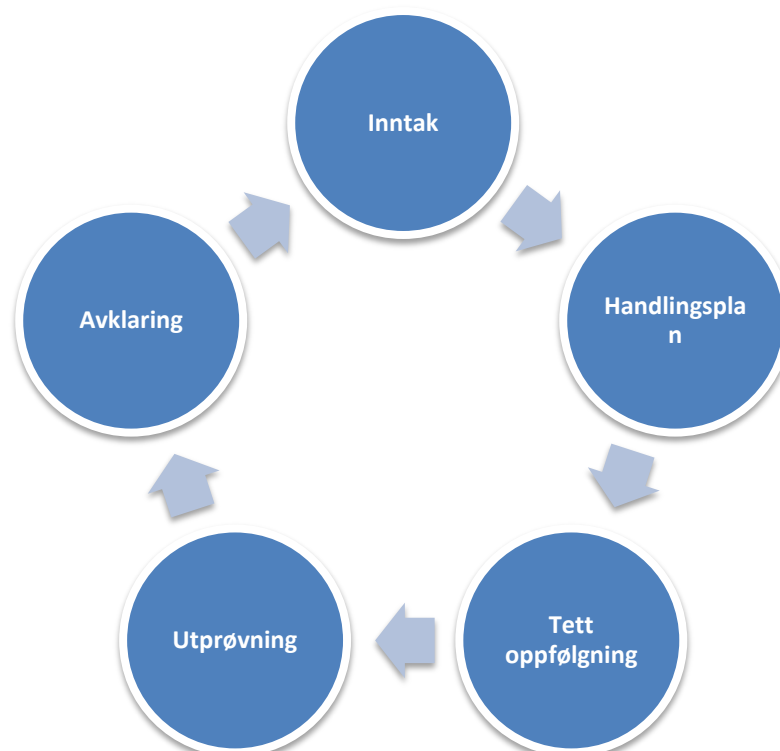 Inntak
Handlingspla
n
Tett
oppfølgning
Utprøvning
Avklaring